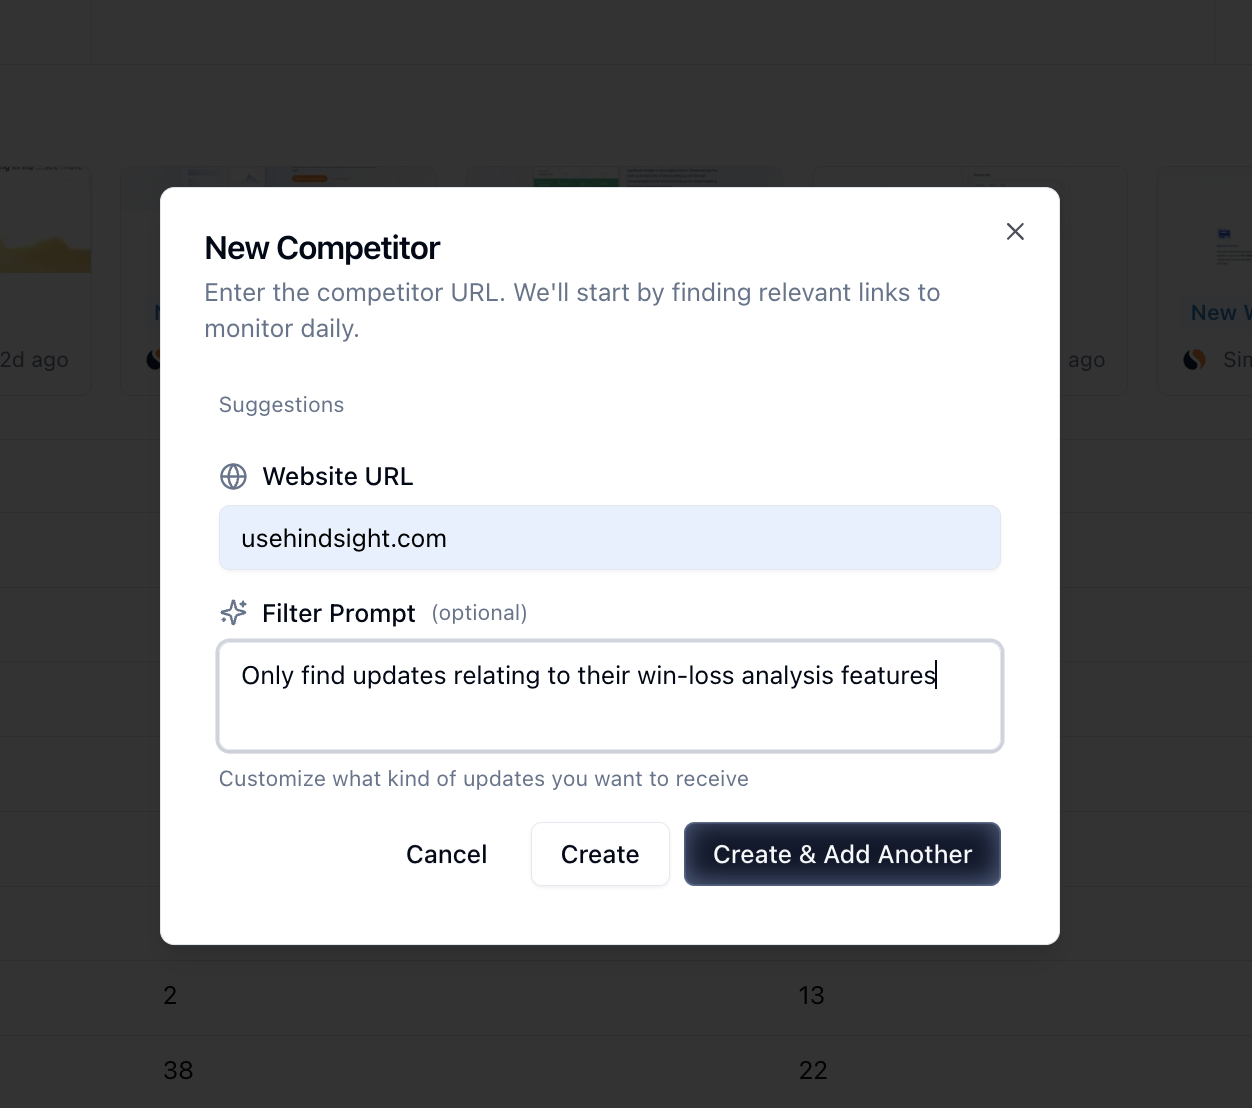 New Competitor
Enter the competitor URL. We'll start by finding relevant links to
monitor daily.
Suggestions
Website URL
usehindsight.com
Filter Prompt (optional)
Only find updates relating to their win-loss analysis features
Customize what kind of updates you want to receive
Cancel
Create
Create & Add Another
2d ago
ago
New
2
13
38
22